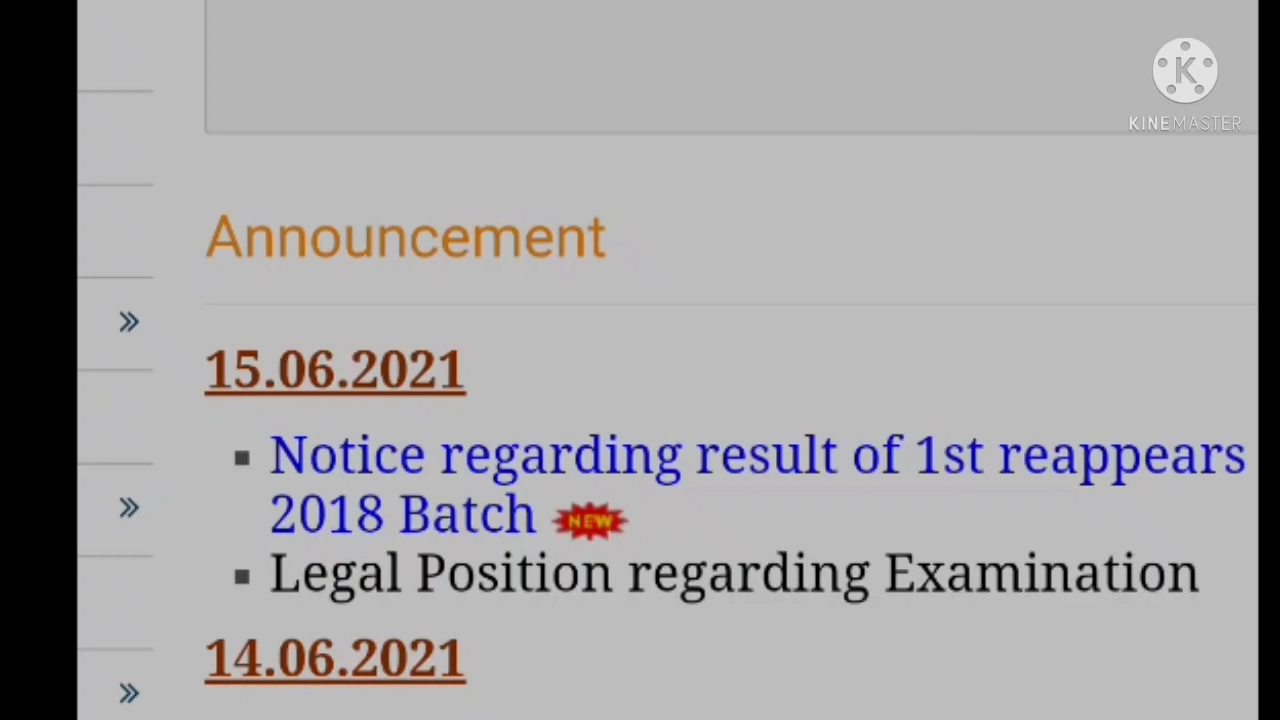 K
KINEMASTER
Announcement
15.06.2021
Notice regarding result of 1st reappears
2018 Batch NEW
Legal Position regarding Examination
14.06.2021